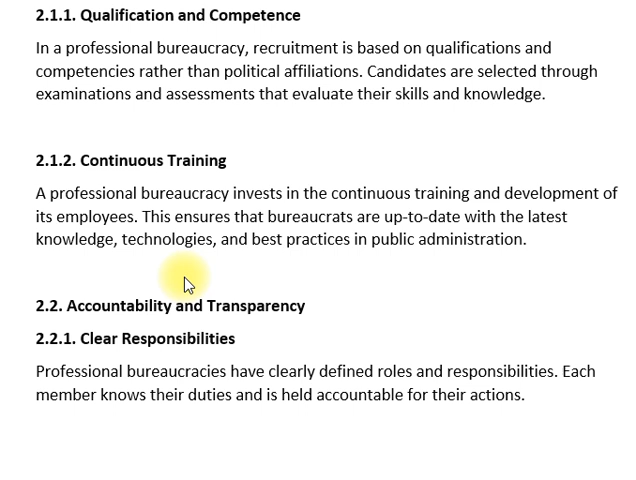 2.1.1. Qualification and Competence
In a professional bureaucracy, recruitment is based on qualifications and
competencies rather than political affiliations. Candidates are selected through
examinations and assessments that evaluate their skills and knowledge.
2.1.2. Continuous Training
A professional bureaucracy invests in the continuous training and development of
its employees. This ensures that bureaucrats are up-to-date with the latest
knowledge, technologies, and best practices in public administration.
2.2. Accountability and Transparency
2.2.1. Clear Responsibilities
Professional bureaucracies have clearly defined roles and responsibilities. Each
member knows their duties and is held accountable for their actions.